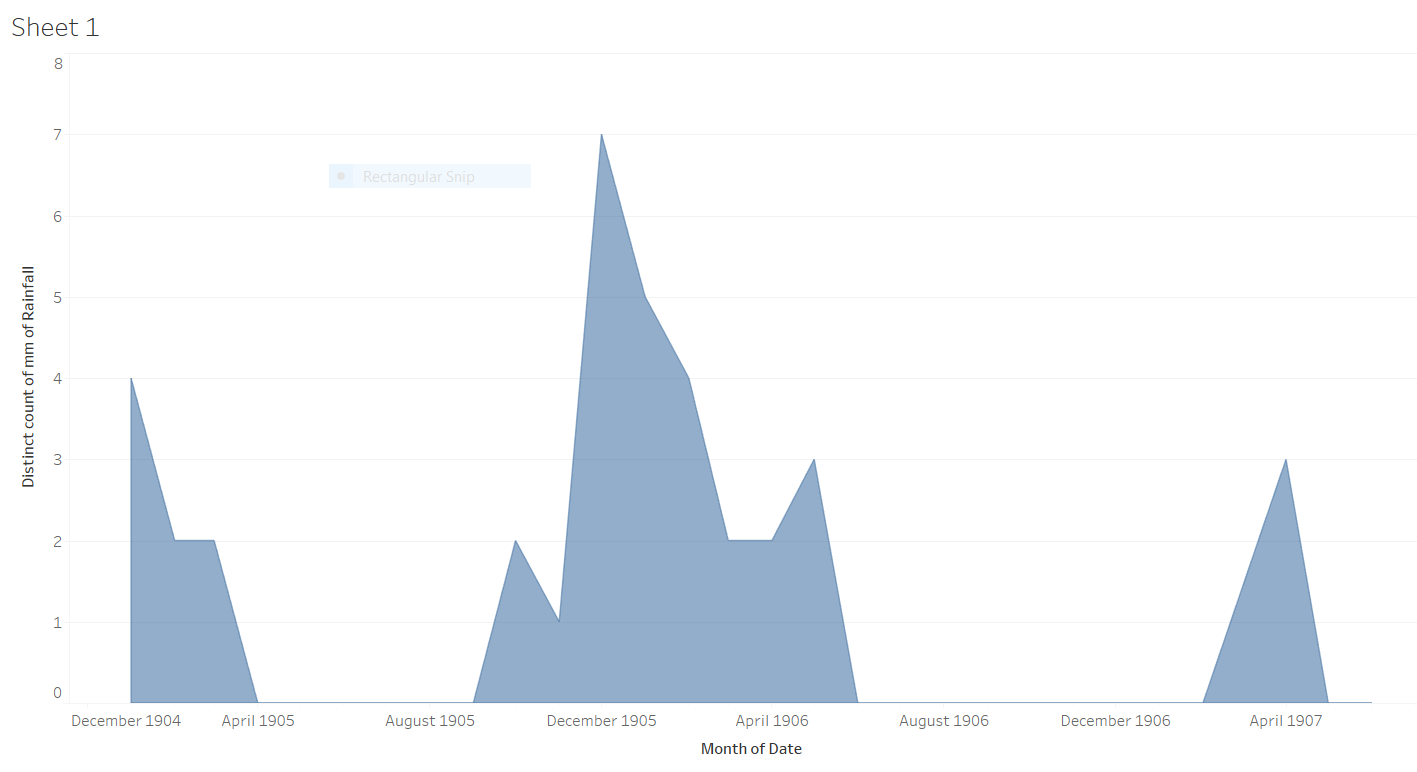 Sheet 1
8
7
Rectangular Snip
6
5
4
3
2
1
0
Distinct count of mm of Rainfall
December 1904 April 1905 August 1905 December 1905 April 1906 August 1906 December 1906 April 1907
Month of Date